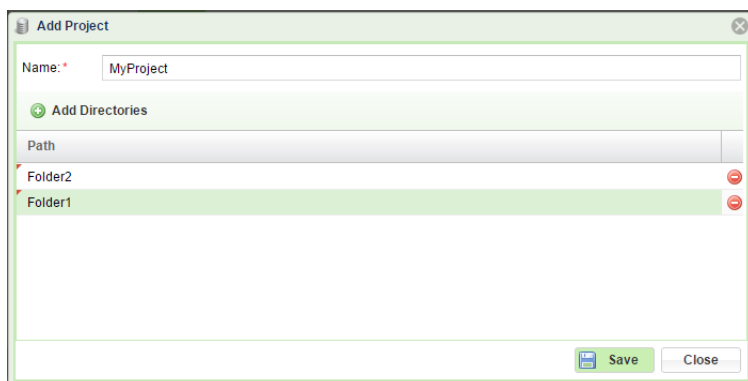 Add Project
Name:* MyProject
Add Directories
Path
Folder2
Folder1
Save Close